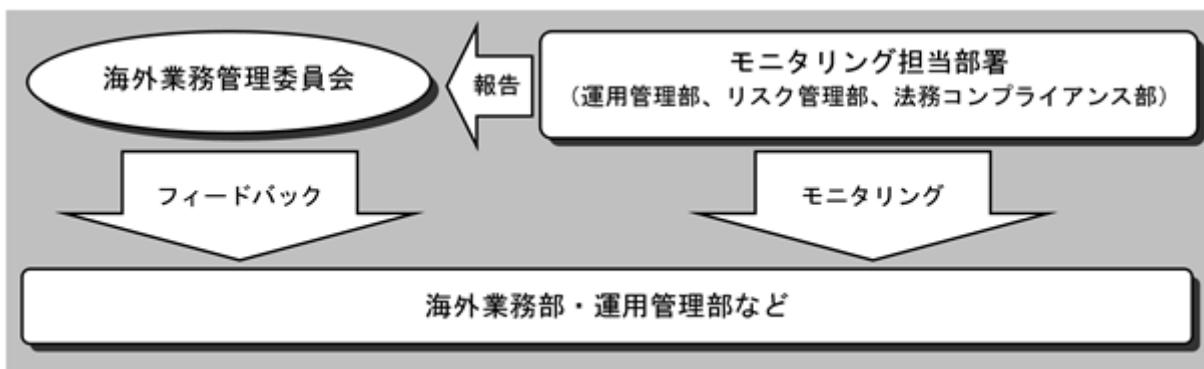 海外業務管理委員会
報告
モニタリング担当部署
（運用管理部、リスク管理部、法務コンプライアンス部）
フィードバック
モニタリング
海外業務部・運用管理部など